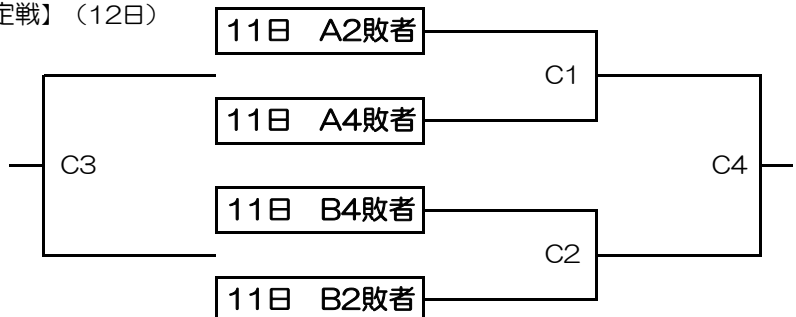 定戦】（12日）
11日　A2敗者
C1
11日　A4敗者
C3
C4
11日　B4敗者
C2
11日　B2敗者